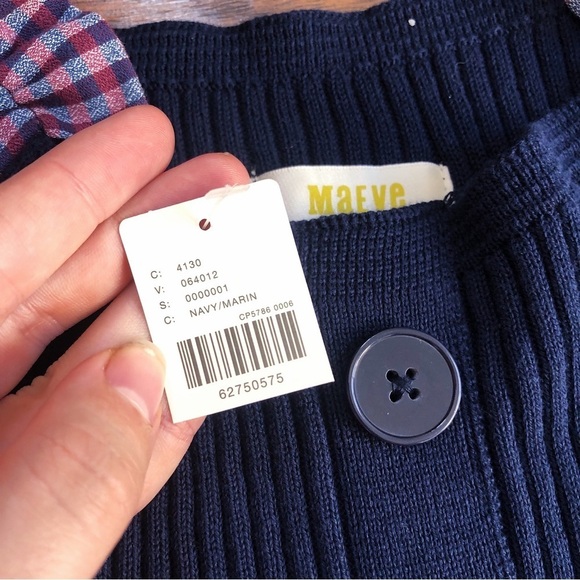 MaEve
C: 4130
V: 064012
S: 0000001
C: NAVY/MARIN
CP5786 0006
62750575